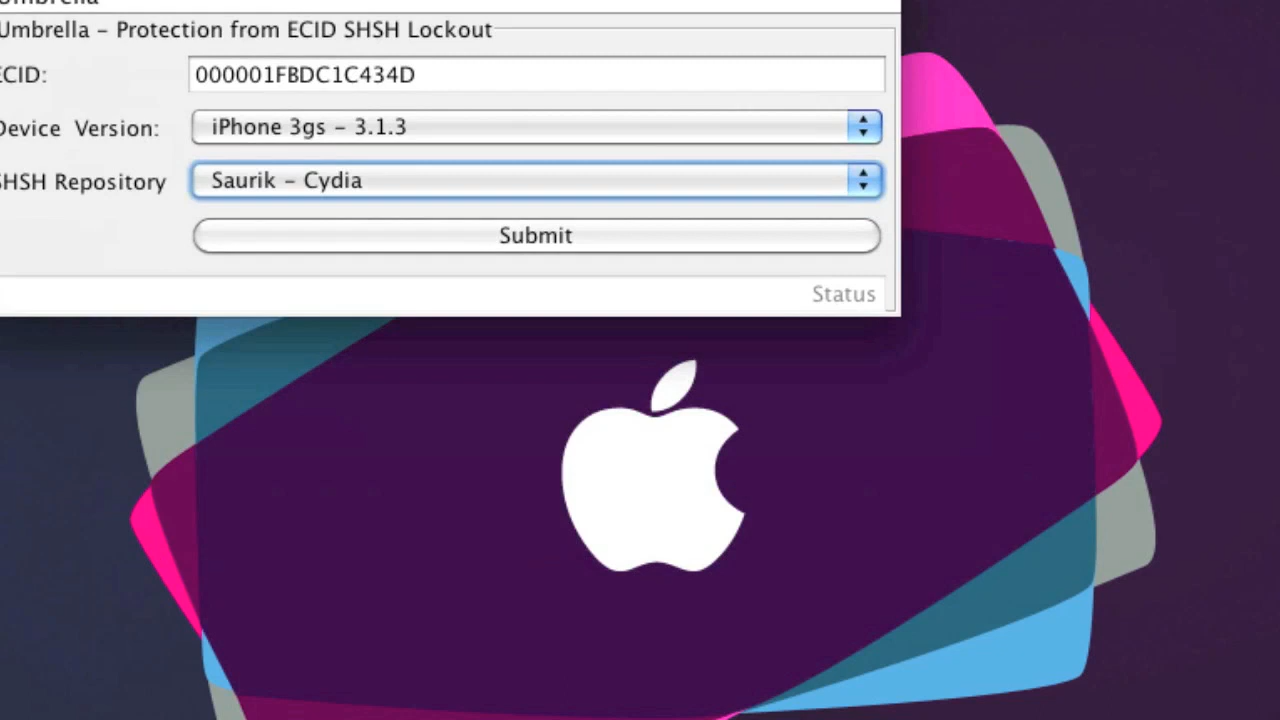 Umbrella
Umbrella – Protection from ECID SHSH Lockout
ECID: 000001FBDC1C434D
Device Version: iPhone 3gs – 3.1.3
SHSH Repository Saurik – Cydia
Submit
Status